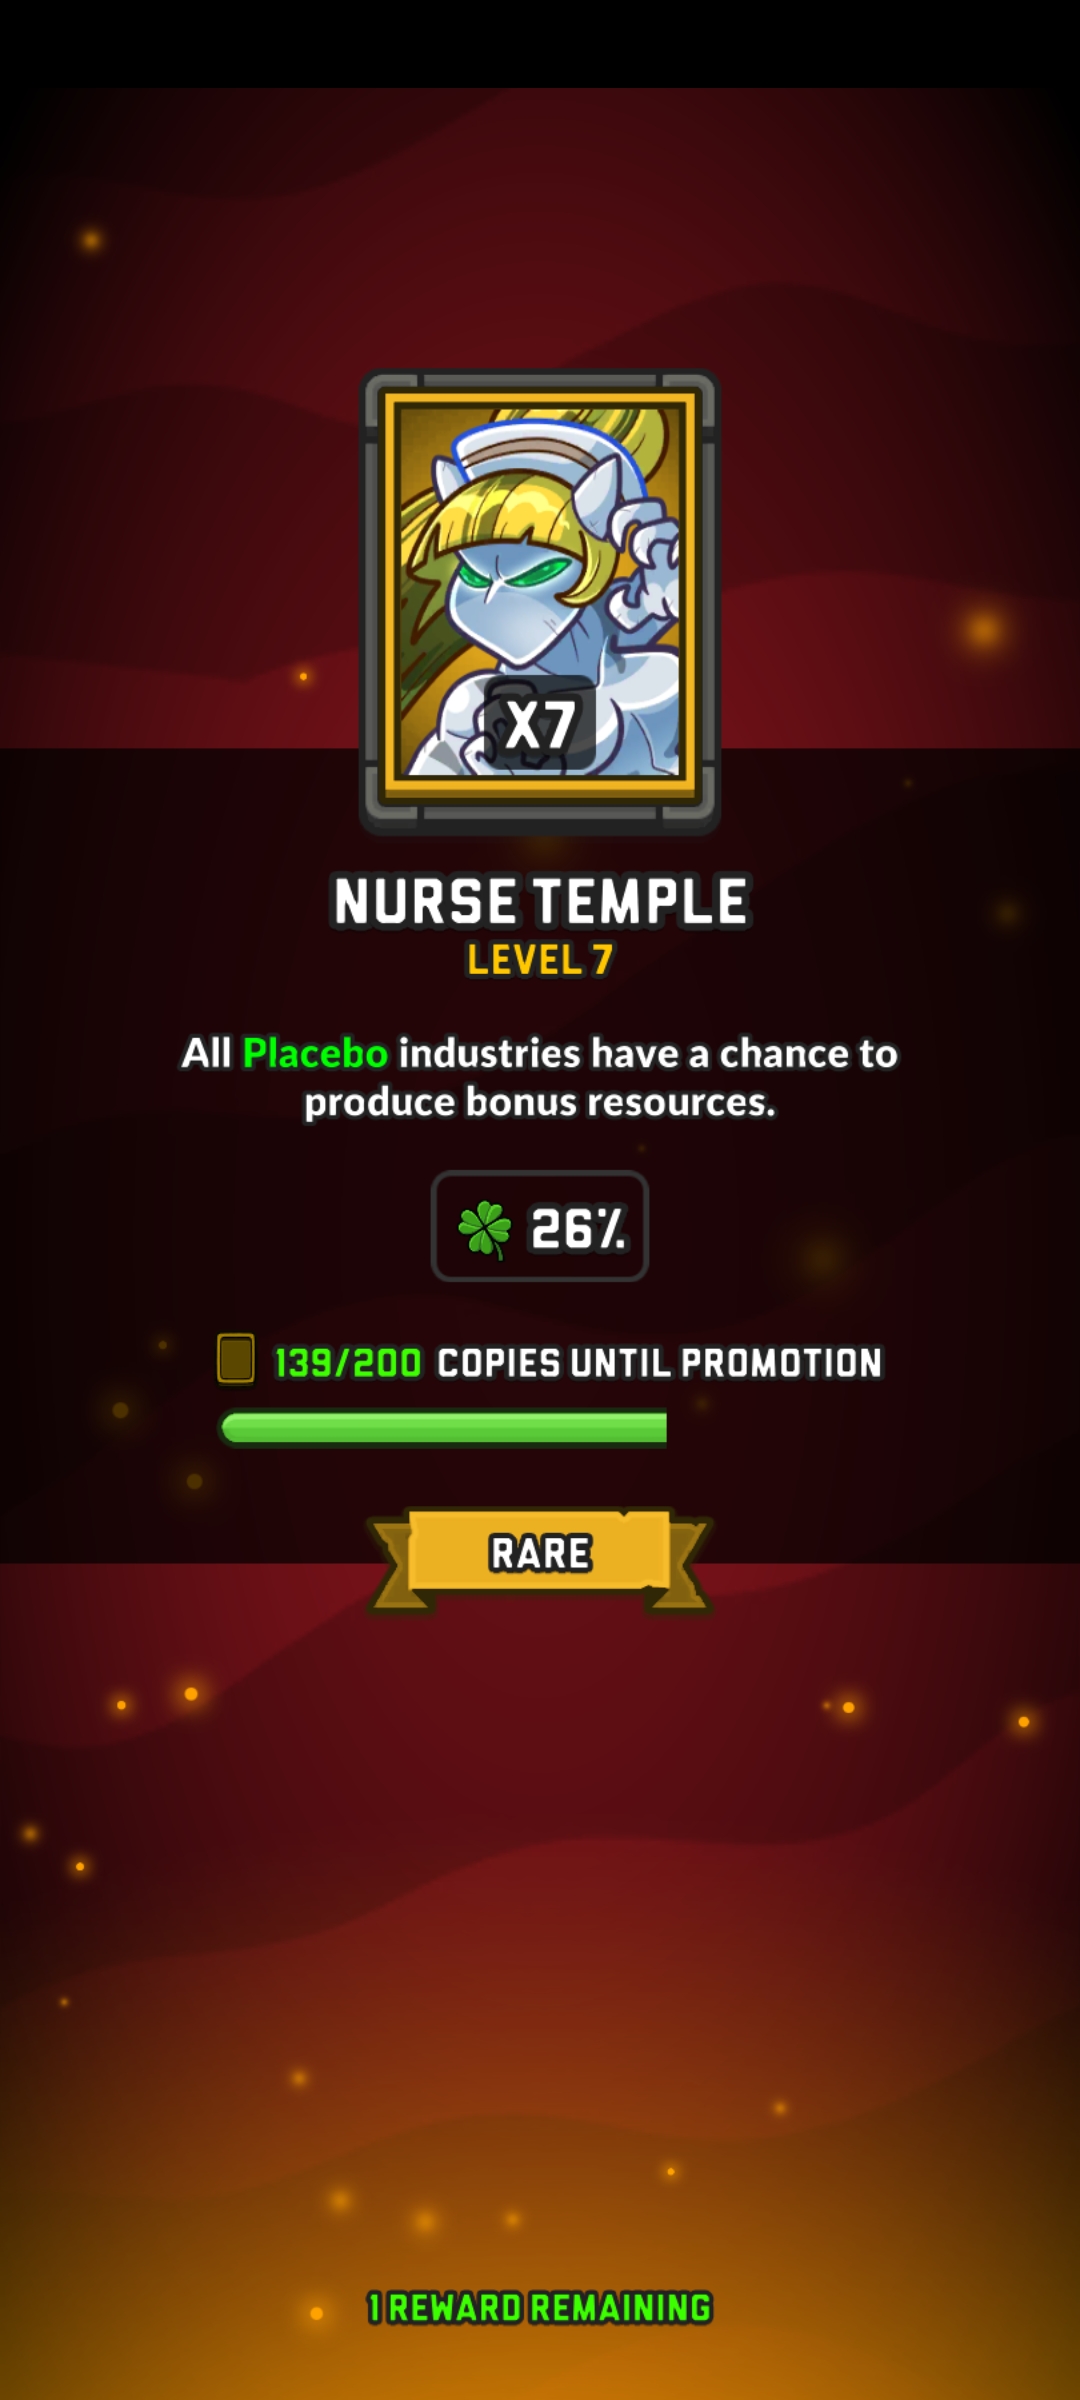 X7
NURSE TEMPLE
LEVEL 7
All Placebo industries have a chance to
produce bonus resources.
26%
139/200 COPIES UNTIL PROMOTION
RARE
1 REWARD REMAINING